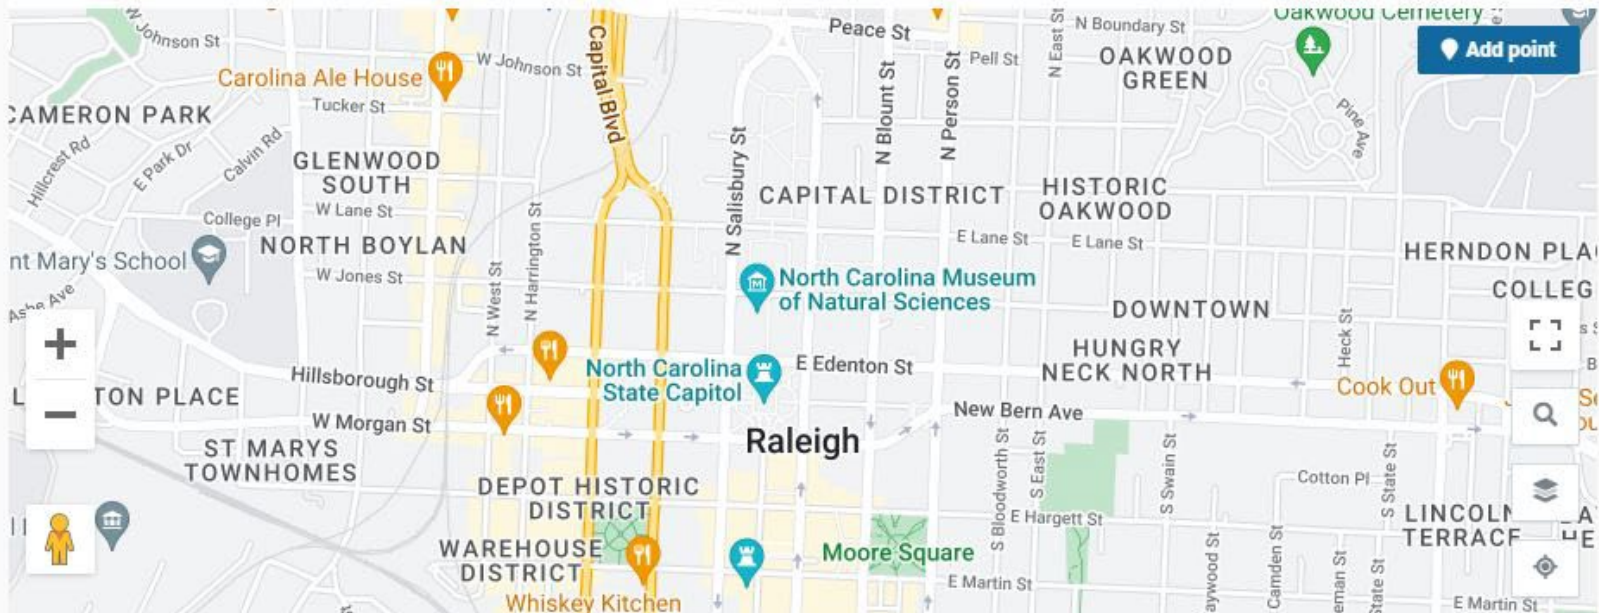 Oakwood Cemetery
W Johnson St
Peace St
N Boundary St
N East St
Add point
Carolina Ale House
W Johnson St
Capital Blvd
Pell St
OAKWOOD
GREEN
Tucker St
CAMERON PARK
N Blount St
N Person St
Pine Ave
Hillcrest Rd
E Park Dr
Calvin Rd
GLENWOOD
SOUTH
N Salisbury St
CAPITAL DISTRICT
HISTORIC
OAKWOOD
College Pl
W Lane St
NORTH BOYLAN
E Lane St
E Lane St
HERNDON PLA
nt Mary's School
W Jones St
N West St
N Harrington St
North Carolina Museum
of Natural Sciences
COLLEG
Ashe Ave
DOWNTOWN
Heck St
HUNGRY
NECK NORTH
Hillsborough St
North Carolina
State Capitol
E Edenton St
Cook Out
TON PLACE
W Morgan St
New Bern Ave
Raleigh
ST MARYS
TOWNHOMES
S Bloodworth St
S East St
S Swain St
S State St
Cotton Pl
DEPOT HISTORIC
DISTRICT
E Hargett St
LINCOLN
TERRACE
WAREHOUSE
DISTRICT
Moore Square
aywood St
Camden St
eman St
State St
E Martin St
Whiskey Kitchen
E Martin St